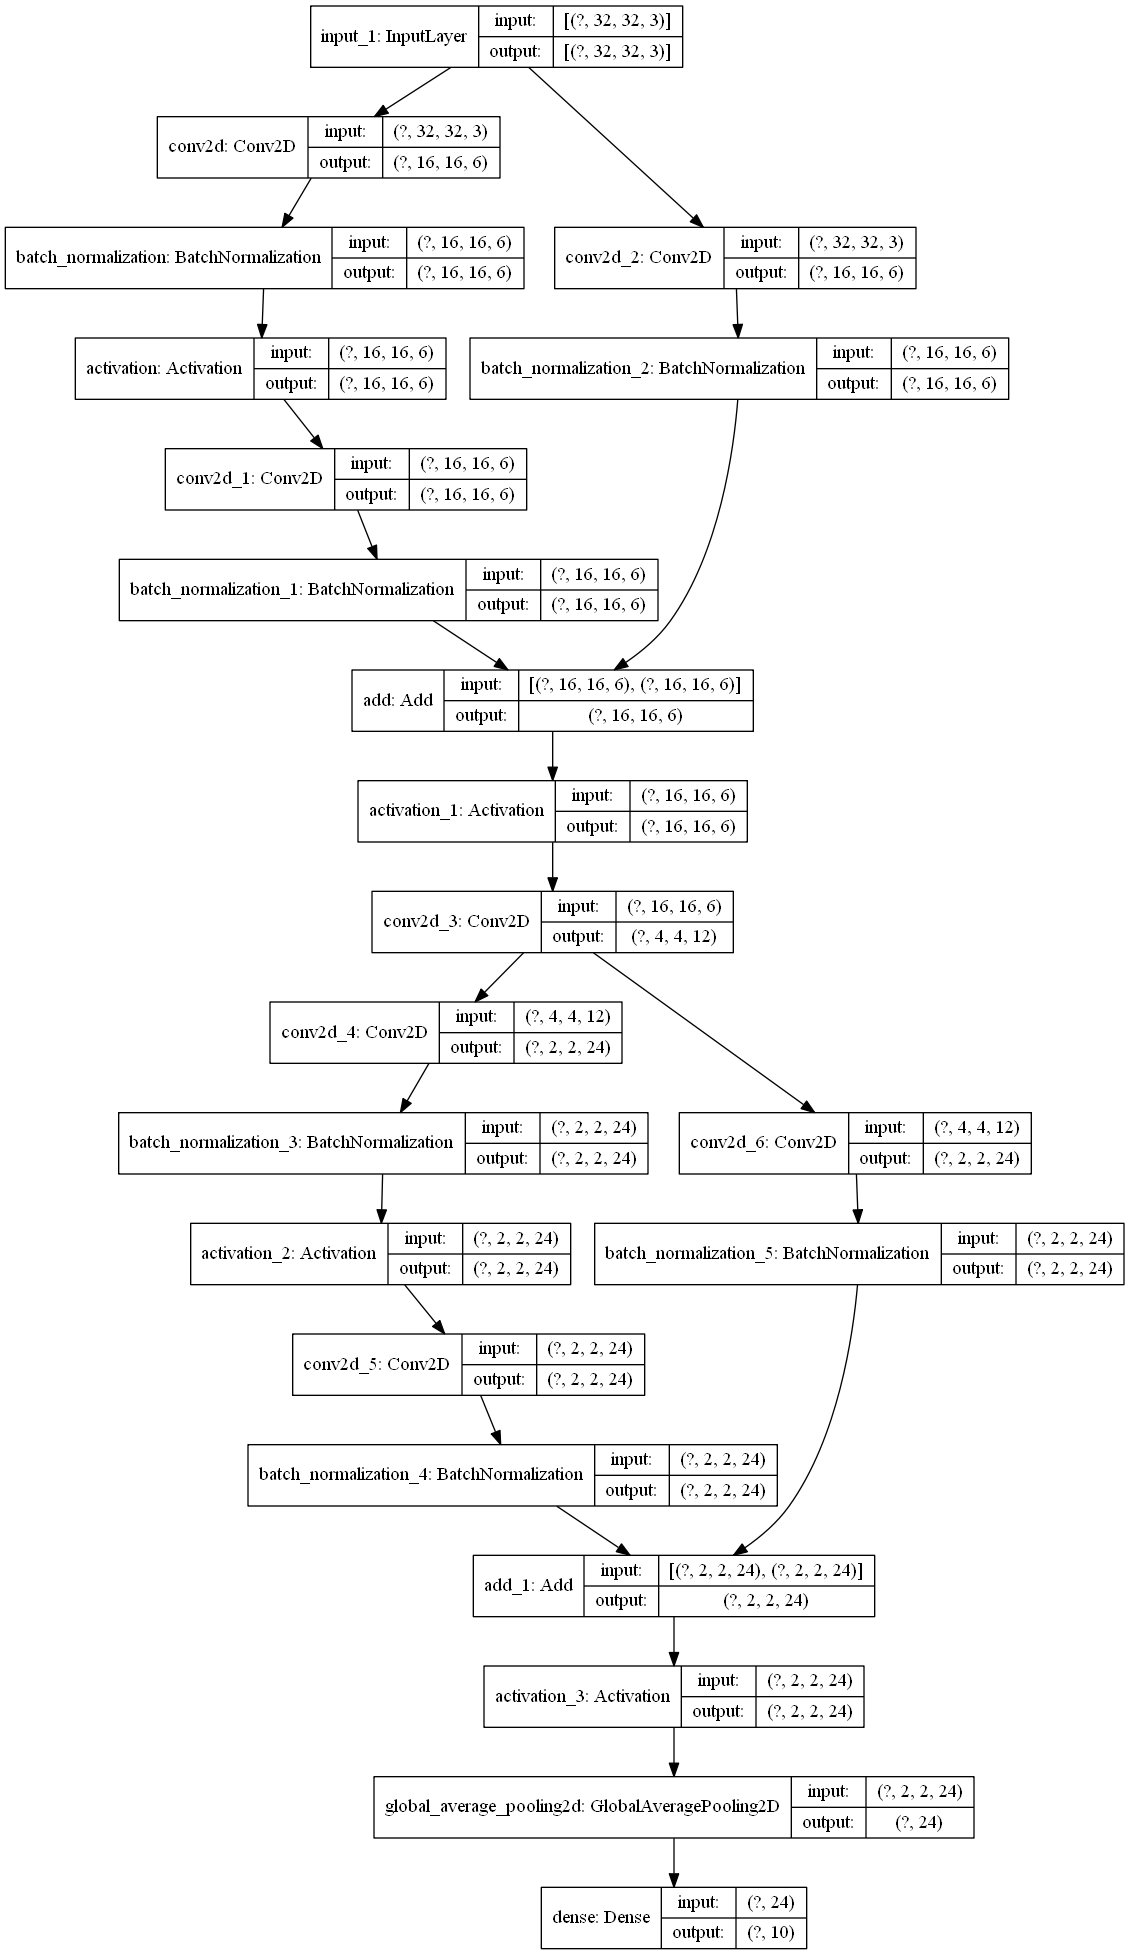 input_1: InputLayer input: [(?, 32, 32, 3)]
output: [(?, 32, 32, 3)]
conv2d: Conv2D input: (?, 32, 32, 3)
output: (?, 16, 16, 6)
batch_normalization: BatchNormalization input: (?, 16, 16, 6)
output: (?, 16, 16, 6)
conv2d_2: Conv2D input: (?, 32, 32, 3)
output: (?, 16, 16, 6)
activation: Activation input: (?, 16, 16, 6)
output: (?, 16, 16, 6)
batch_normalization_2: BatchNormalization input: (?, 16, 16, 6)
output: (?, 16, 16, 6)
conv2d_1: Conv2D input: (?, 16, 16, 6)
output: (?, 16, 16, 6)
batch_normalization_1: BatchNormalization input: (?, 16, 16, 6)
output: (?, 16, 16, 6)
add: Add input: [(?, 16, 16, 6), (?, 16, 16, 6)]
output: (?, 16, 16, 6)
activation_1: Activation input: (?, 16, 16, 6)
output: (?, 16, 16, 6)
conv2d_3: Conv2D input: (?, 16, 16, 6)
output: (?, 4, 4, 12)
conv2d_4: Conv2D input: (?, 4, 4, 12)
output: (?, 2, 2, 24)
batch_normalization_3: BatchNormalization input: (?, 2, 2, 24)
output: (?, 2, 2, 24)
conv2d_6: Conv2D input: (?, 4, 4, 12)
output: (?, 2, 2, 24)
activation_2: Activation input: (?, 2, 2, 24)
output: (?, 2, 2, 24)
batch_normalization_5: BatchNormalization input: (?, 2, 2, 24)
output: (?, 2, 2, 24)
conv2d_5: Conv2D input: (?, 2, 2, 24)
output: (?, 2, 2, 24)
batch_normalization_4: BatchNormalization input: (?, 2, 2, 24)
output: (?, 2, 2, 24)
add_1: Add input: [(?, 2, 2, 24), (?, 2, 2, 24)]
output: (?, 2, 2, 24)
activation_3: Activation input: (?, 2, 2, 24)
output: (?, 2, 2, 24)
global_average_pooling2d: GlobalAveragePooling2D input: (?, 2, 2, 24)
output: (?, 24)
dense: Dense input: (?, 24)
output: (?, 10)